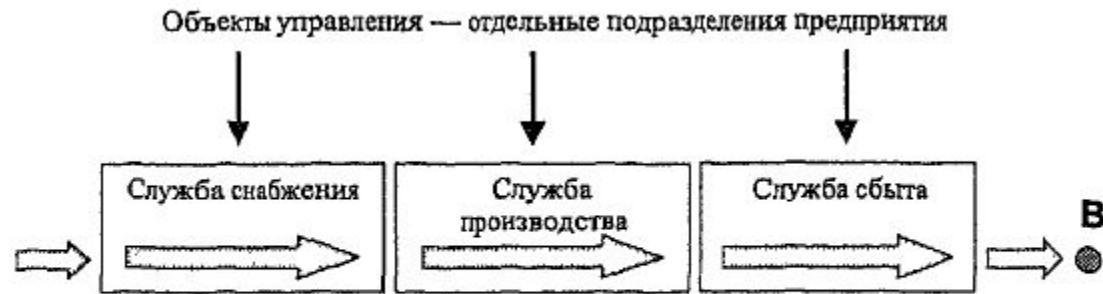 Объекты управления — отдельные подразделения предприятия
Служба снабжения
Служба
производства
Служба сбыта
В